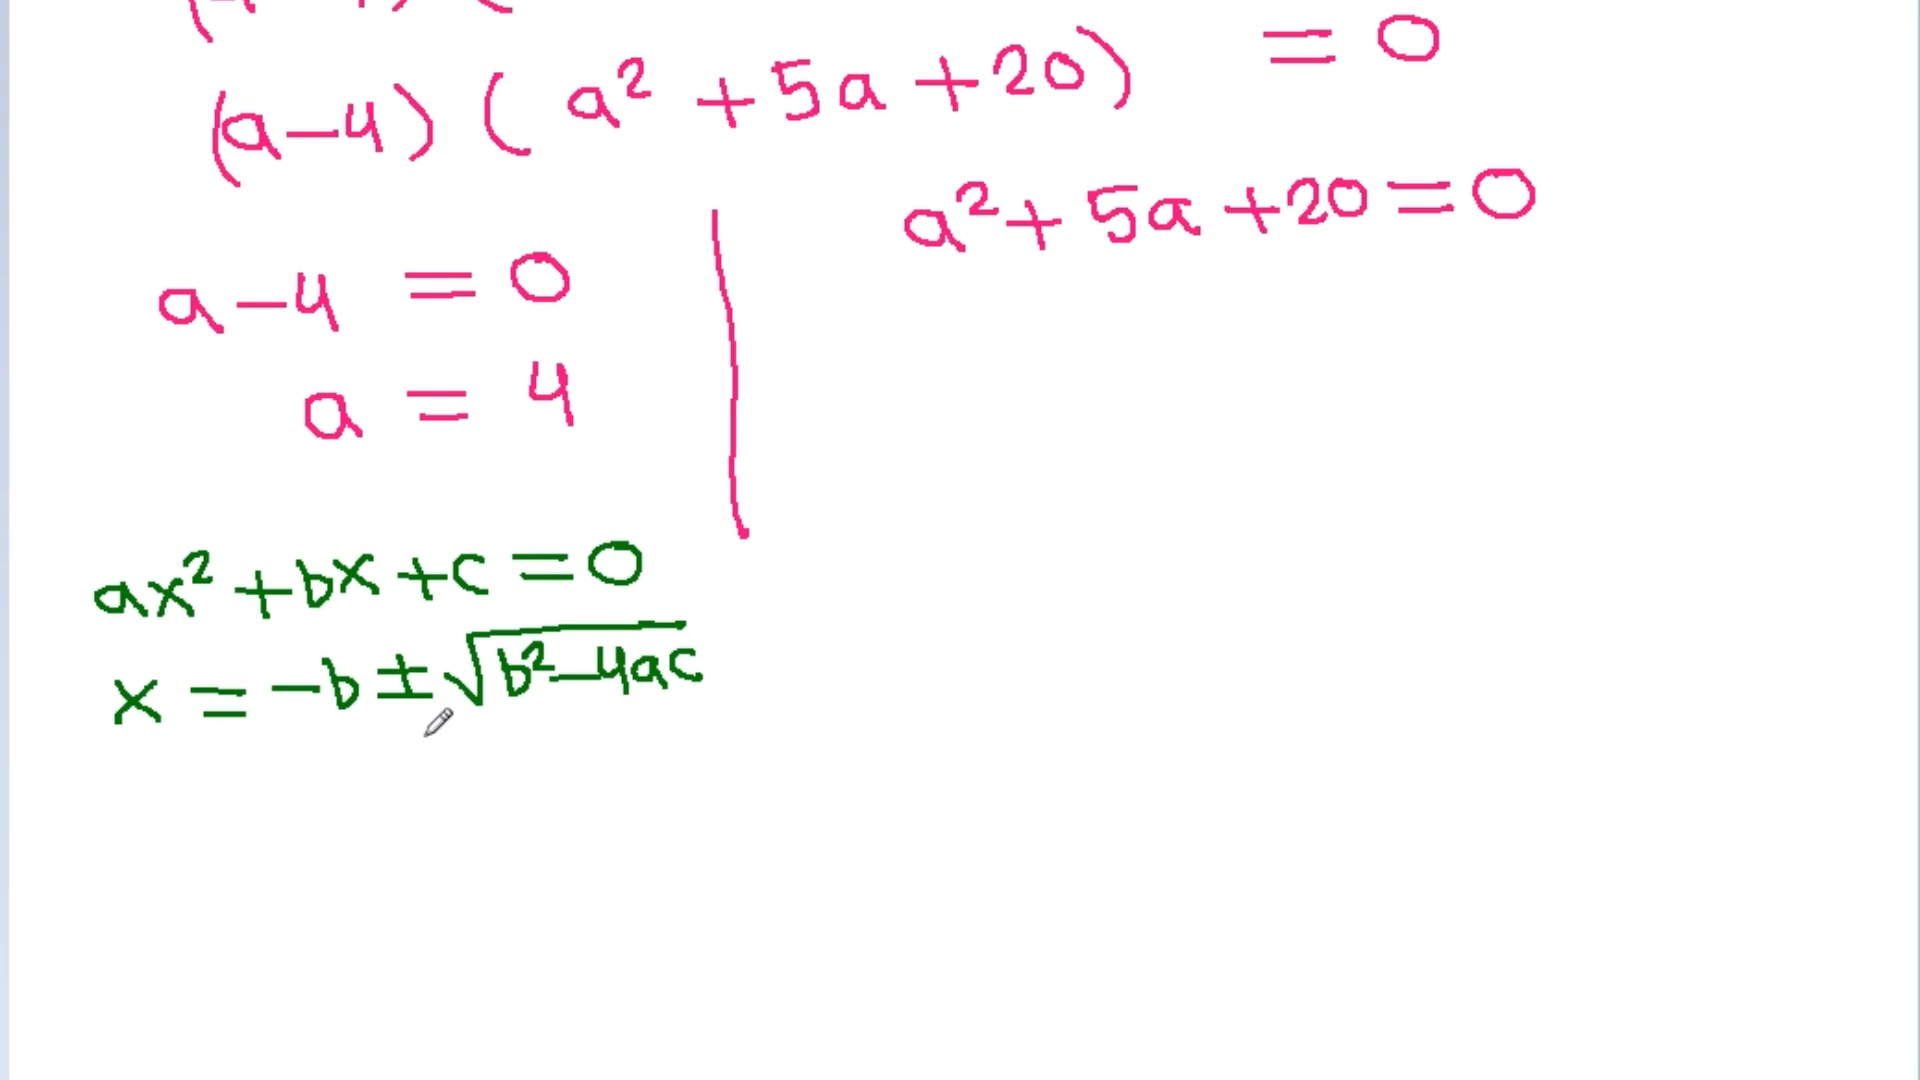 = 0
(a-4) (a² + 5a + 20)
a² + 5a + 20 = 0
a - 4 = 0
a = 4
ax² + bx + c = 0
x = -b ± √b² - 4ac